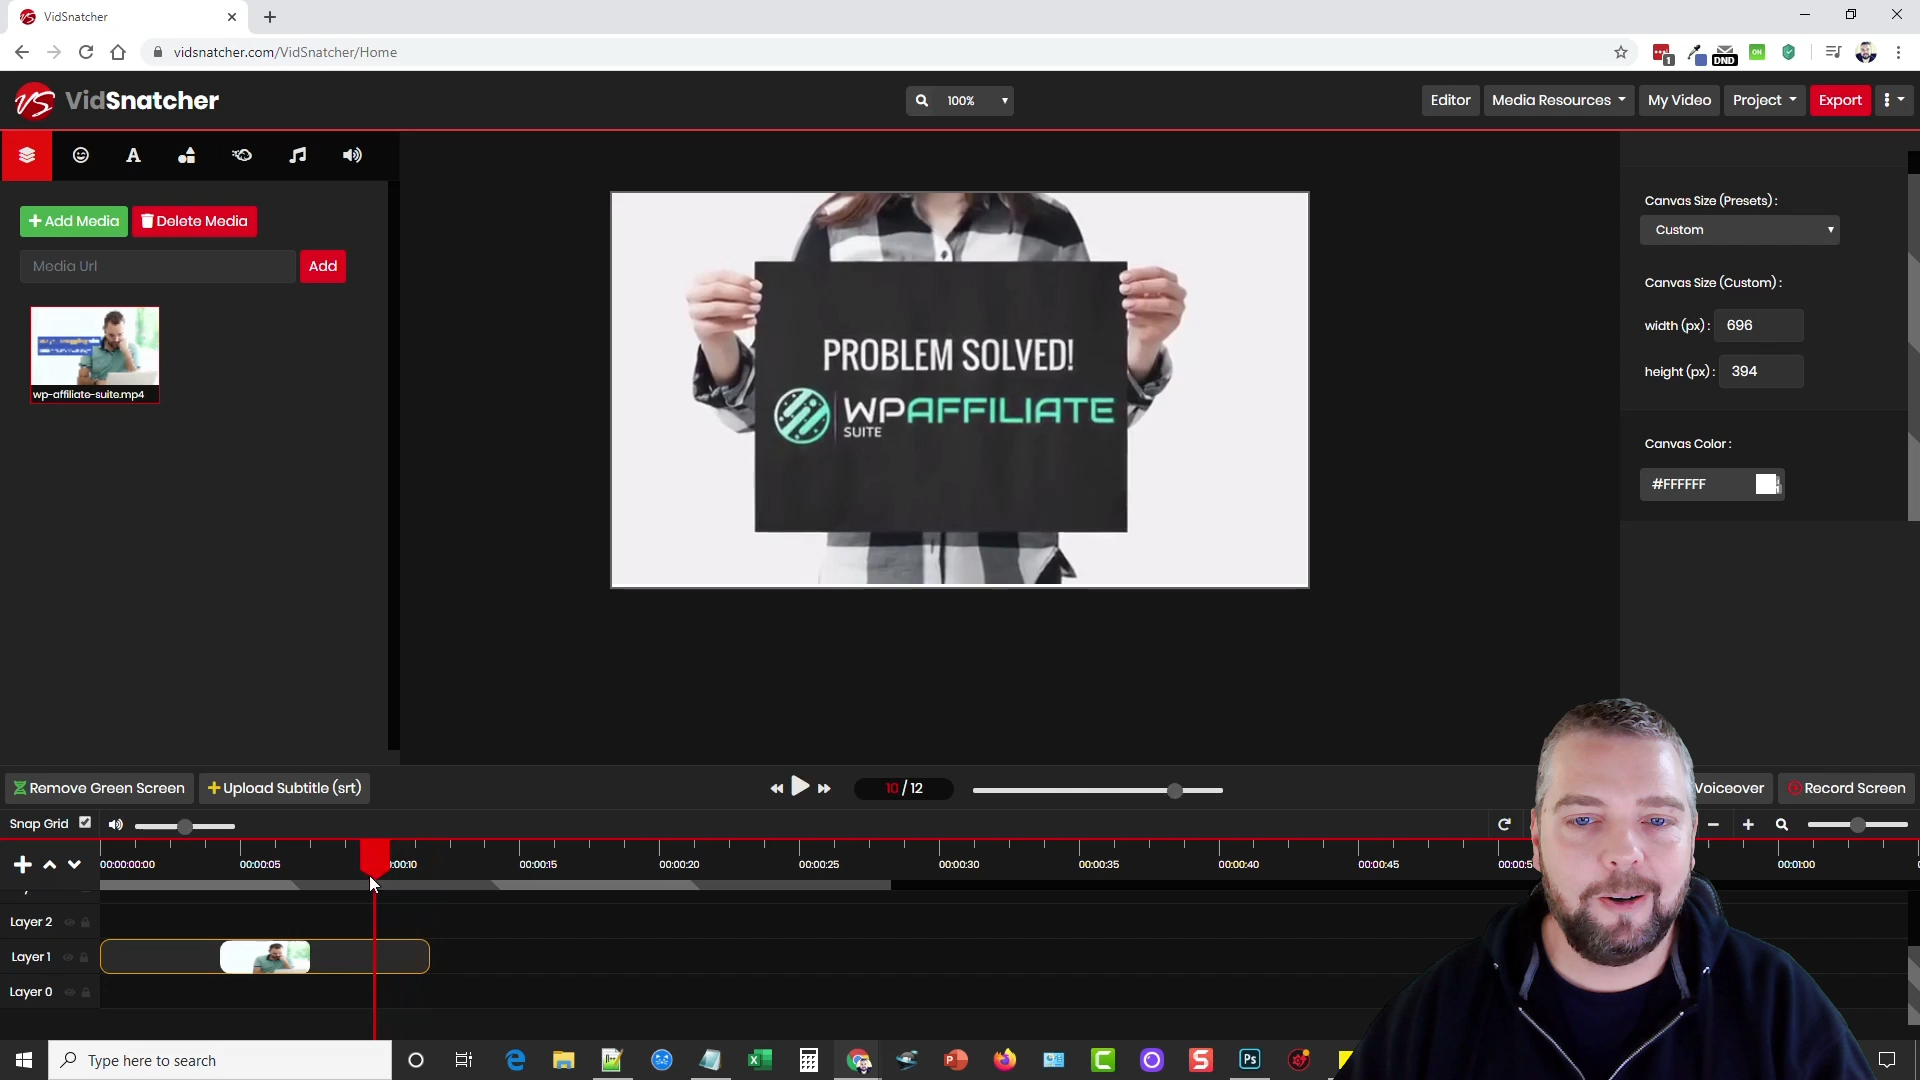 VidSnatcher
vidsnatcher.com/VidSnatcher/Home
1
DND
ON
VS VidSnatcher
100%
Editor
Media Resources
My Video
Project
Export
Add Media
Delete Media
Media Url
Add
wp-affiliate-suite.mp4
PROBLEM SOLVED!
WPAFFILIATE
SUITE
Canvas Size (Presets) :
Custom
Canvas Size (Custom) :
width (px) : 696
height (px) : 394
Canvas Color :
#FFFFFF
Remove Green Screen
Upload Subtitle (srt)
10 / 12
Voiceover
Record Screen
Snap Grid
00:00:00:00
00:00:05
00:00:15
00:00:20
00:00:25
00:00:30
00:00:35
00:00:40
00:00:45
00:01:00
Layer 2
Layer 1
Layer 0
Type here to search